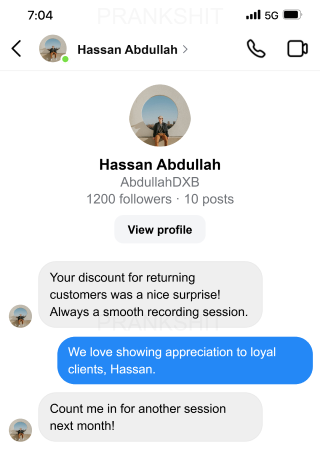 PRANKSHIT
7:04
5G
Hassan Abdullah
Hassan Abdullah
AbdullahDXB
1200 followers · 10 posts
View profile
Your discount for returning
customers was a nice surprise!
Always a smooth recording session.
PRANKSHIT
We love showing appreciation to loyal
clients, Hassan.
Count me in for another session
next month!